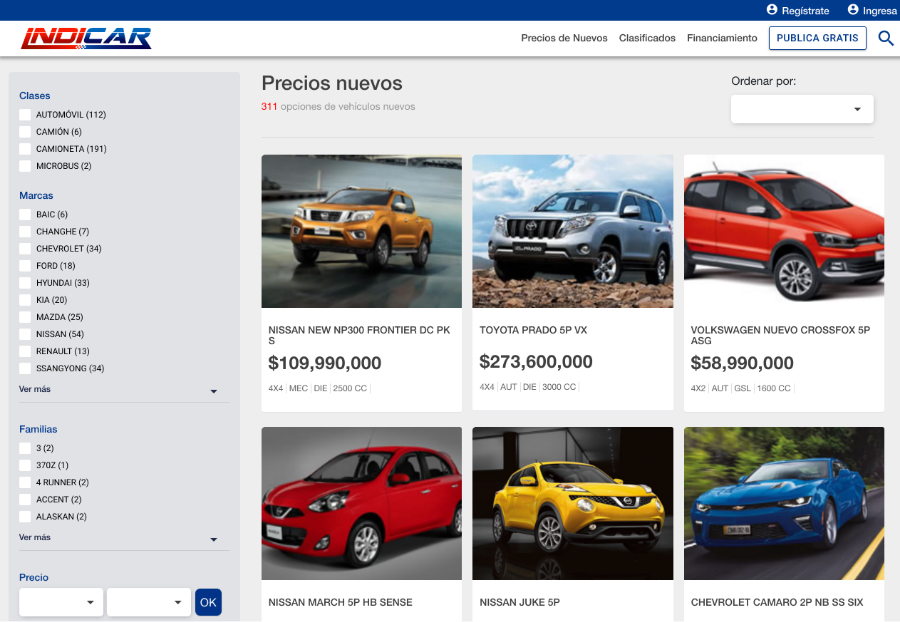 Regístrate
Ingresa
INDICAR
Precios de Nuevos
Clasificados
Financiamiento
PUBLICA GRATIS
Clases
AUTOMÓVIL (112)
CAMIÓN (6)
CAMIONETA (191)
MICROBUS (2)
Marcas
BAIC (6)
CHANGHE (7)
CHEVROLET (34)
FORD (18)
HYUNDAI (33)
KIA (20)
MAZDA (25)
NISSAN (54)
RENAULT (13)
SSANGYONG (34)
Ver más
Familias
3 (2)
370Z (1)
4 RUNNER (2)
ACCENT (2)
ALASKAN (2)
Ver más
Precio
OK
Precios nuevos
311 opciones de vehículos nuevos
Ordenar por:
NISSAN NEW NP300 FRONTIER DC PK
S
$109,990,000
4X4 MEC DIE 2500 CC
PRADO
TOYOTA PRADO 5P VX
$273,600,000
4X4 AUT DIE 3000 CC
VOLKSWAGEN NUEVO CROSSFOX 5P
ASG
$58,990,000
4X2 AUT GSL 1600 CC
NISSAN MARCH 5P HB SENSE
NISSAN JUKE 5P
CHEVROLET CAMARO 2P NB SS SIX